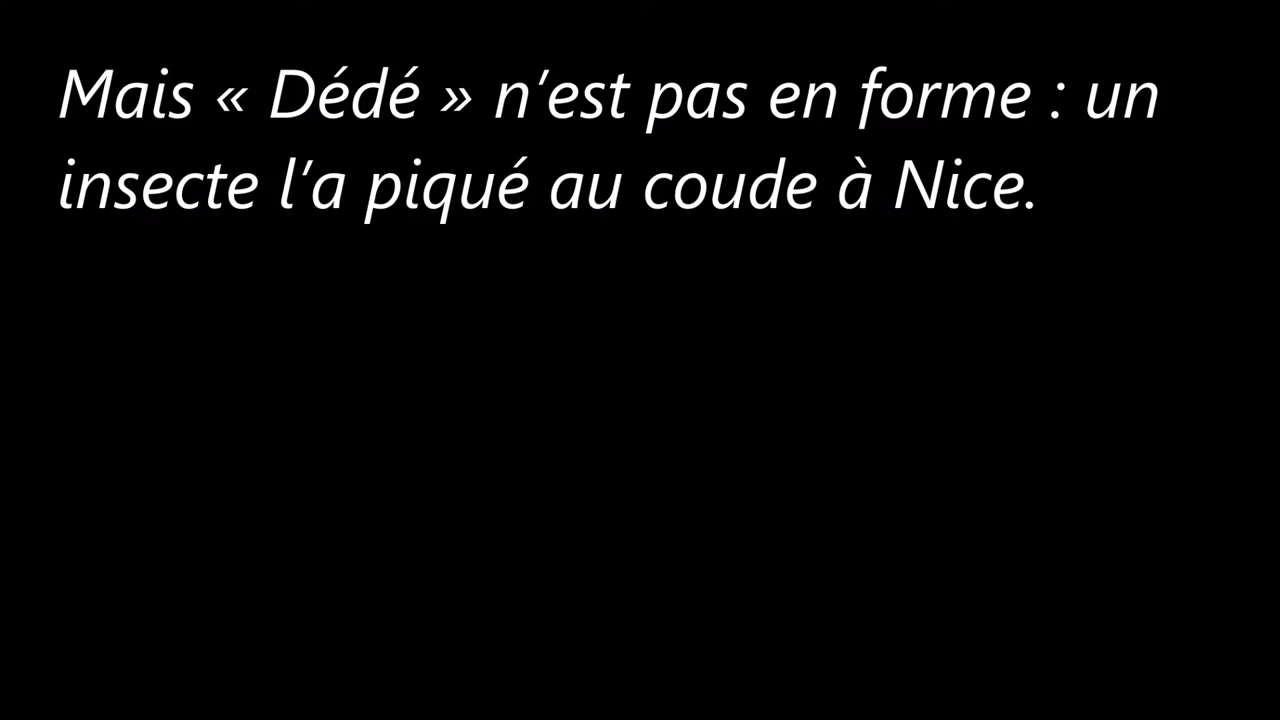 Mais « Dédé » n’est pas en forme : un
insecte l’a piqué au coude à Nice.